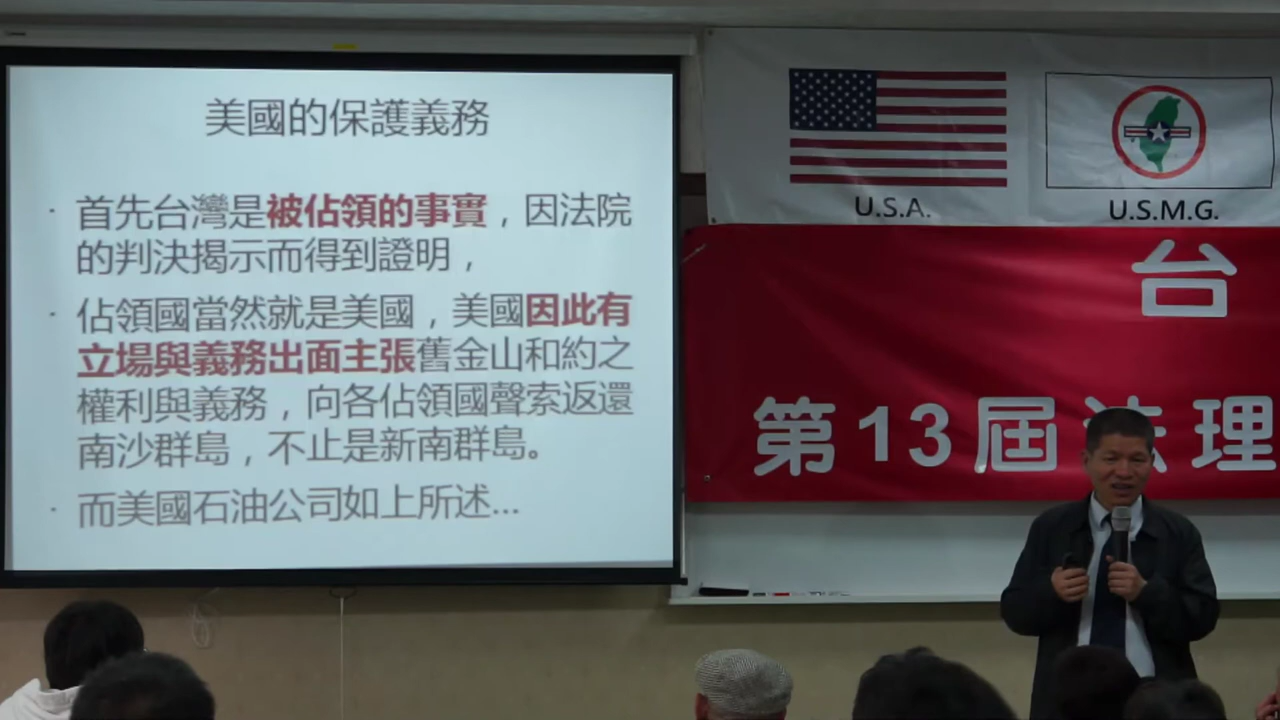 美國的保護義務
· 首先台灣是被佔領的事實，因法院
的判決揭示而得到證明，
· 佔領國當然就是美國，美國因此有
立場與義務出面主張舊金山和約之
權利與義務，向各佔領國聲索返還
南沙群島，不止是新南群島。
· 而美國石油公司如上所述...
U.S.A.
U.S.M.G.
台
第13屆法理